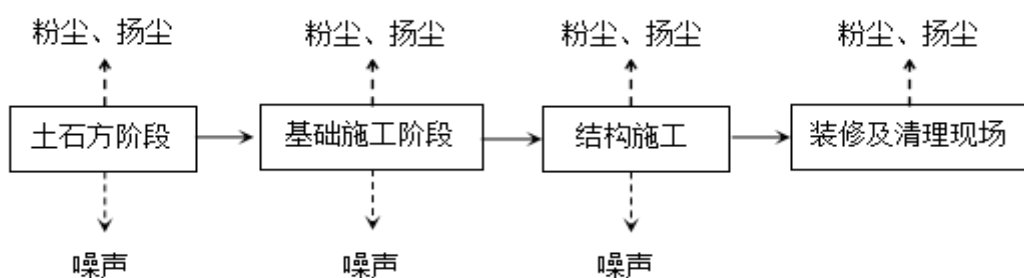 粉尘、扬尘 粉尘、扬尘 粉尘、扬尘 粉尘、扬尘
土石方阶段 基础施工阶段 结构施工 装修及清理现场
噪声 噪声 噪声